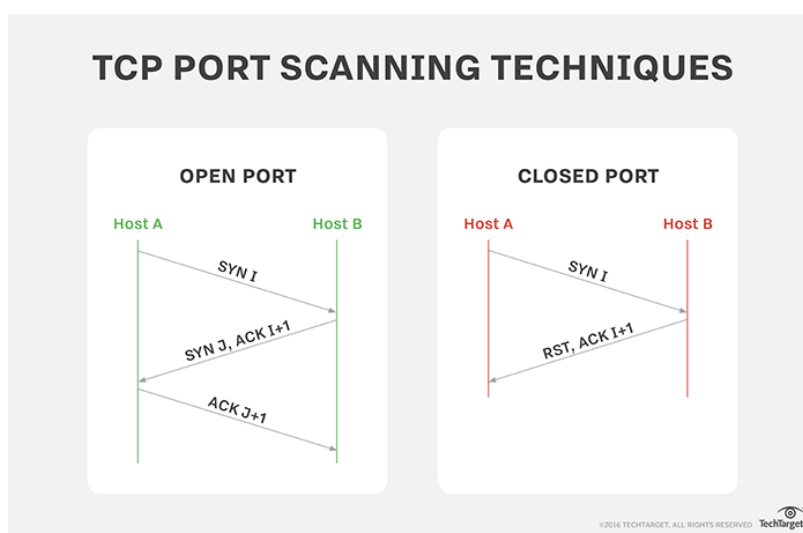 TCP PORT SCANNING TECHNIQUES
OPEN PORT
Host A
Host B
SYN I
SYN J, ACK I+1
ACK J+1
CLOSED PORT
Host A
Host B
SYN I
RST, ACK I+1
©2016 TECHTARGET. ALL RIGHTS RESERVED
TechTarget